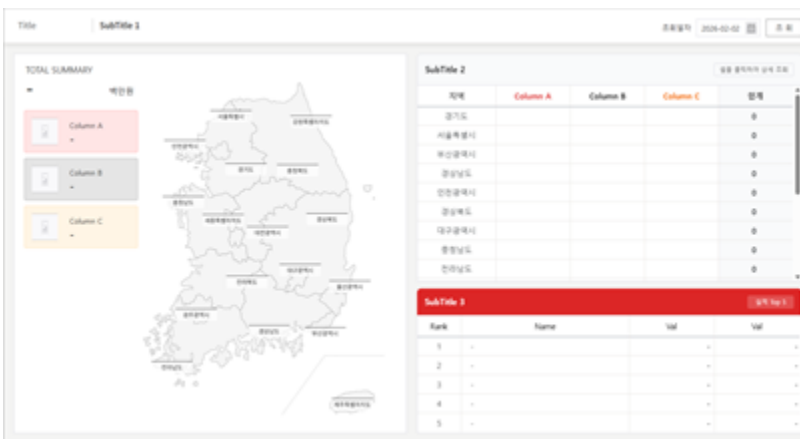 Title
SubTitle 1
조회일자
2026-02-02
조 회
TOTAL SUMMARY
-
백만원
Column A
-
Column B
-
Column C
-
서울특별시
강원특별자치도
인천광역시
경기도
충청북도
충청남도
세종특별자치도
경상북도
대전광역시
대구광역시
전라북도
울산광역시
광주광역시
경상남도
부산광역시
전라남도
제주특별자치도
SubTitle 2
지역 Column A Column B Column C 합계
경기도 0
서울특별시 0
부산광역시 0
경상남도 0
인천광역시 0
경상북도 0
대구광역시 0
충청남도 0
전라남도 0
SubTitle 3
실적 Top 5
Rank Name Val Val
1 - - -
2 - - -
3 - - -
4 - - -
5 - - -